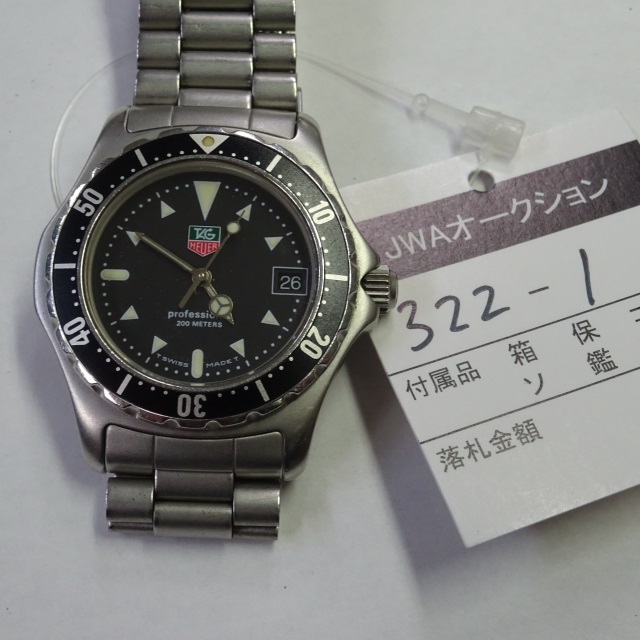 TAG
HEUER
26
professional
200 METERS
T SWISS MADE T
10
20
30
40
50
JWAオークション
322-1
付属品 箱 保
ソ 鑑
落札金額